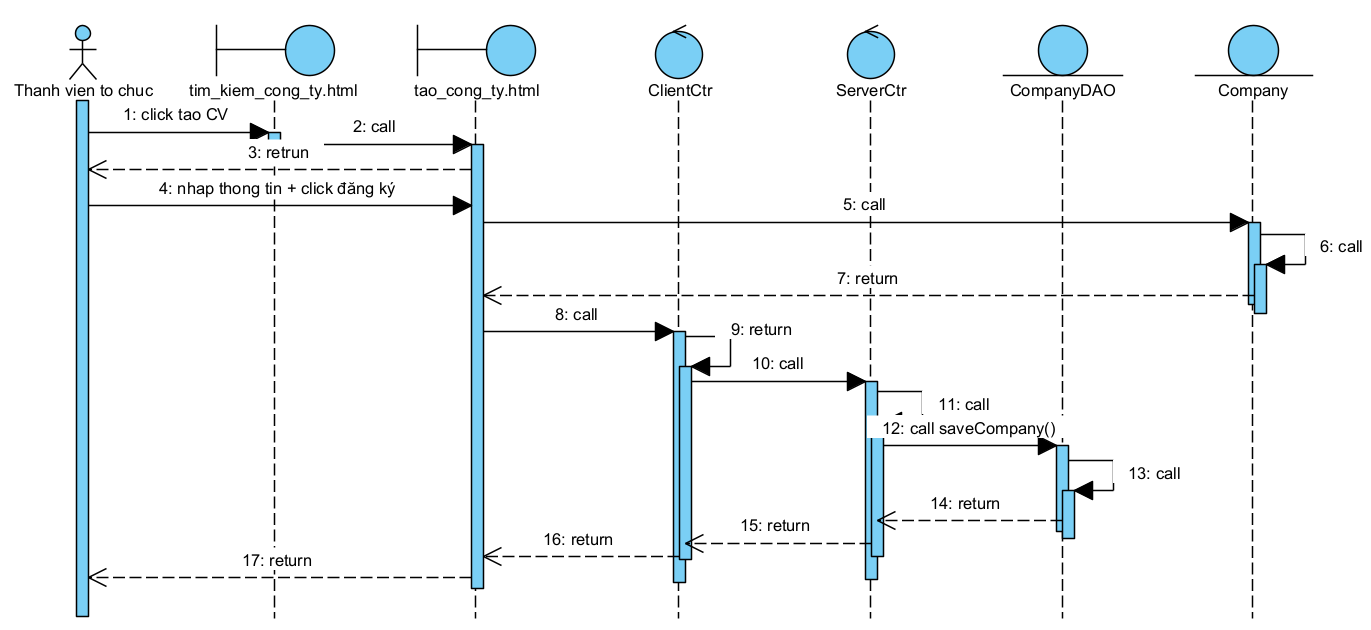 Thanh vien to chuc
tim_kiem_cong_ty.html
tao_cong_ty.html
ClientCtr
ServerCtr
CompanyDAO
Company
1: click tao CV
2: call
3: retrun
4: nhap thong tin + click đăng ký
5: call
6: call
7: return
8: call
9: return
10: call
11: call
12: call saveCompany()
13: call
14: return
15: return
16: return
17: return